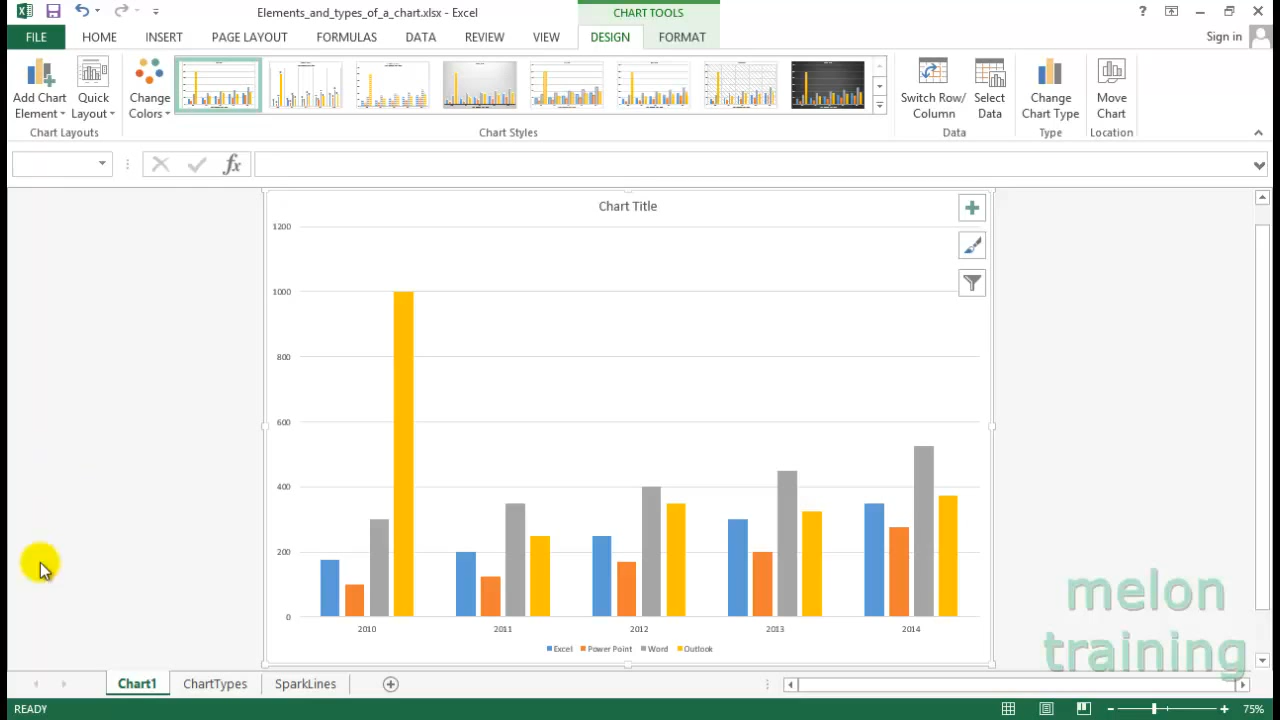 Elements_and_types_of_a_chart.xlsx - Excel
CHART TOOLS
?
FILE
HOME
INSERT
PAGE LAYOUT
FORMULAS
DATA
REVIEW
VIEW
DESIGN
FORMAT
Sign in
Add Chart
Element
Quick
Layout
Change
Colors
Switch Row/
Column
Select
Data
Change
Chart Type
Move
Chart
Chart Layouts
Chart Styles
Data
Type
Location
fx
Chart Title
1200
1000
800
600
400
200
0
2010
2011
2012
2013
2014
Excel
Power Point
Word
Outlook
melon
training
Chart1
ChartTypes
SparkLines
READY
75%